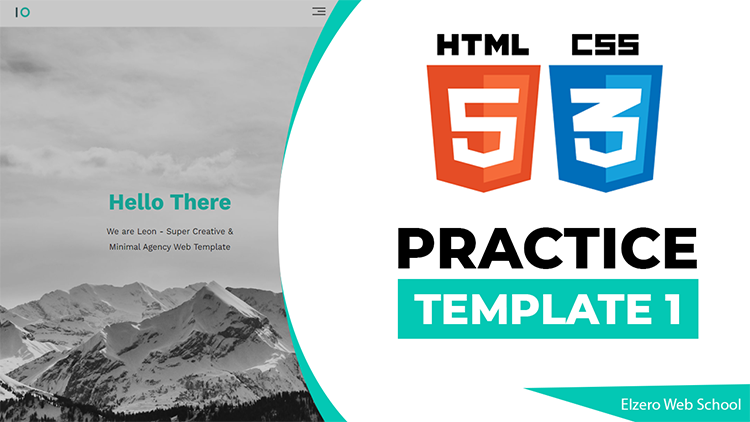 IO
Hello There
We are Leon - Super Creative &
Minimal Agency Web Template
HTML CSS
5 3
PRACTICE
TEMPLATE 1
Elzero Web School